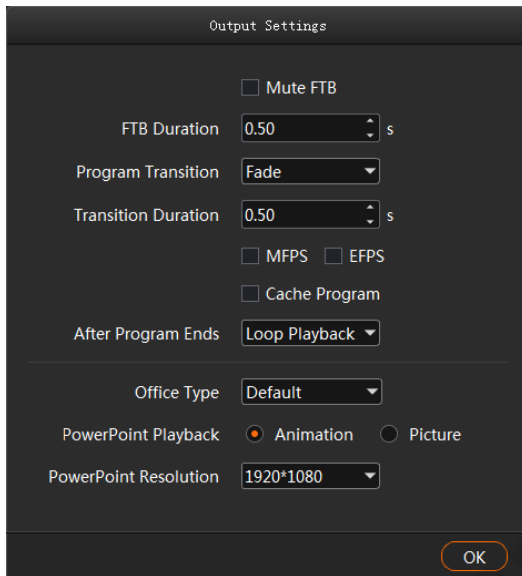 Output Settings
Mute FTB
FTB Duration 0.50 s
Program Transition Fade
Transition Duration 0.50 s
MFPS EFPS
Cache Program
After Program Ends Loop Playback
Office Type Default
PowerPoint Playback Animation Picture
PowerPoint Resolution 1920*1080
OK